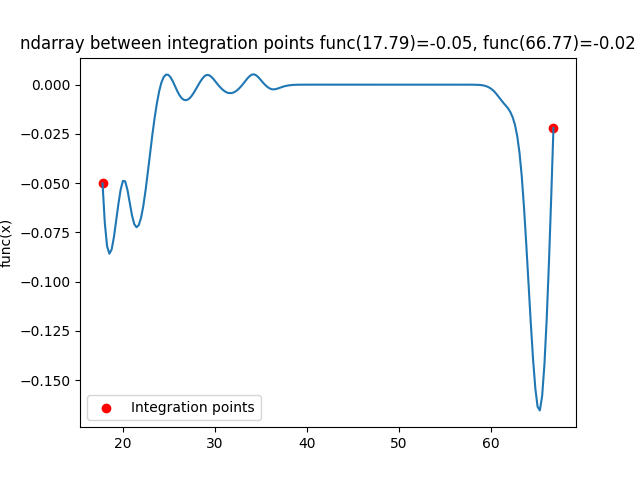 ndarray between integration points func(17.79)=-0.05, func(66.77)=-0.02
0.000
−0.025
−0.050
−0.075
−0.100
−0.125
−0.150
func(x)
Integration points
20 30 40 50 60